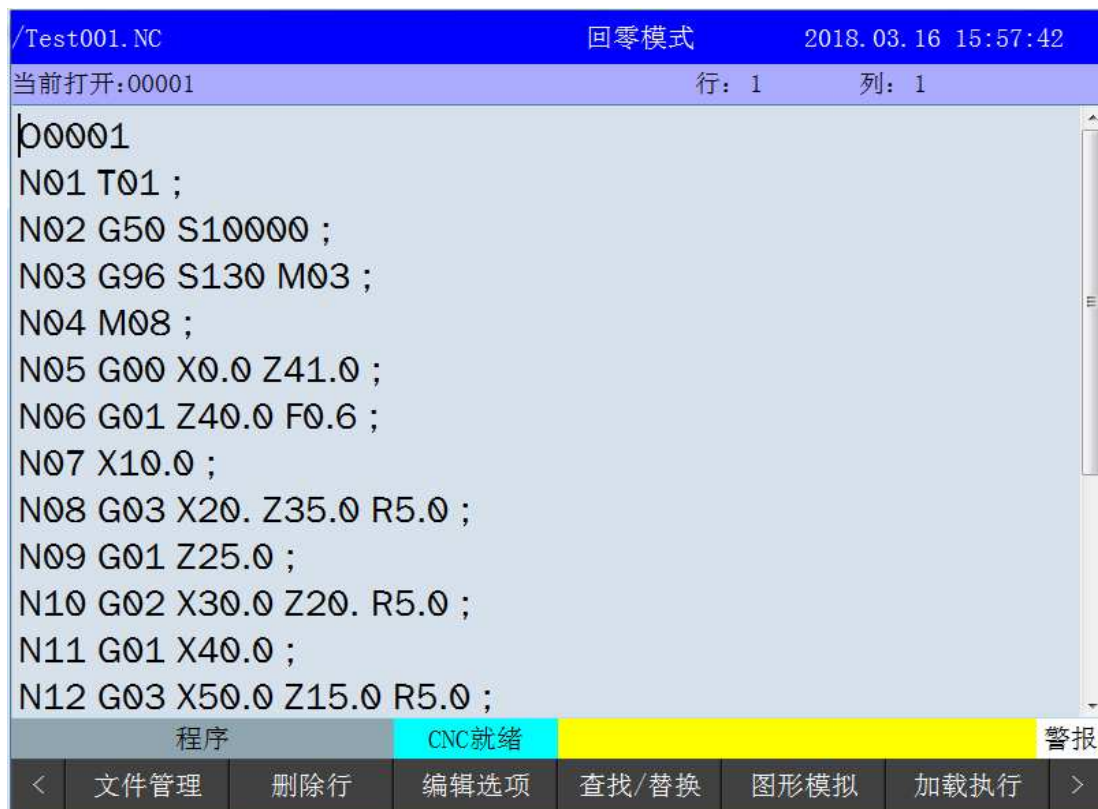 /Test001.NC 回零模式 2018.03.16 15:57:42
当前打开:O0001 行: 1 列: 1
O0001
N01 T01 ;
N02 G50 S10000 ;
N03 G96 S130 M03 ;
N04 M08 ;
N05 G00 X0.0 Z41.0 ;
N06 G01 Z40.0 F0.6 ;
N07 X10.0 ;
N08 G03 X20. Z35.0 R5.0 ;
N09 G01 Z25.0 ;
N10 G02 X30.0 Z20. R5.0 ;
N11 G01 X40.0 ;
N12 G03 X50.0 Z15.0 R5.0 ;
程序 CNC就绪 警报
< 文件管理 删除行 编辑选项 查找/替换 图形模拟 加载执行 >